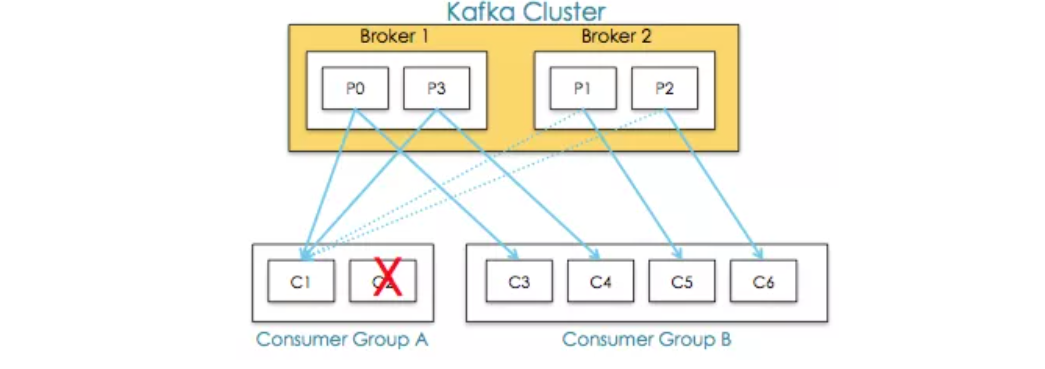 Kafka Cluster
Broker 1 Broker 2
P0 P3 P1 P2
C1 C2 C3 C4 C5 C6
Consumer Group A Consumer Group B